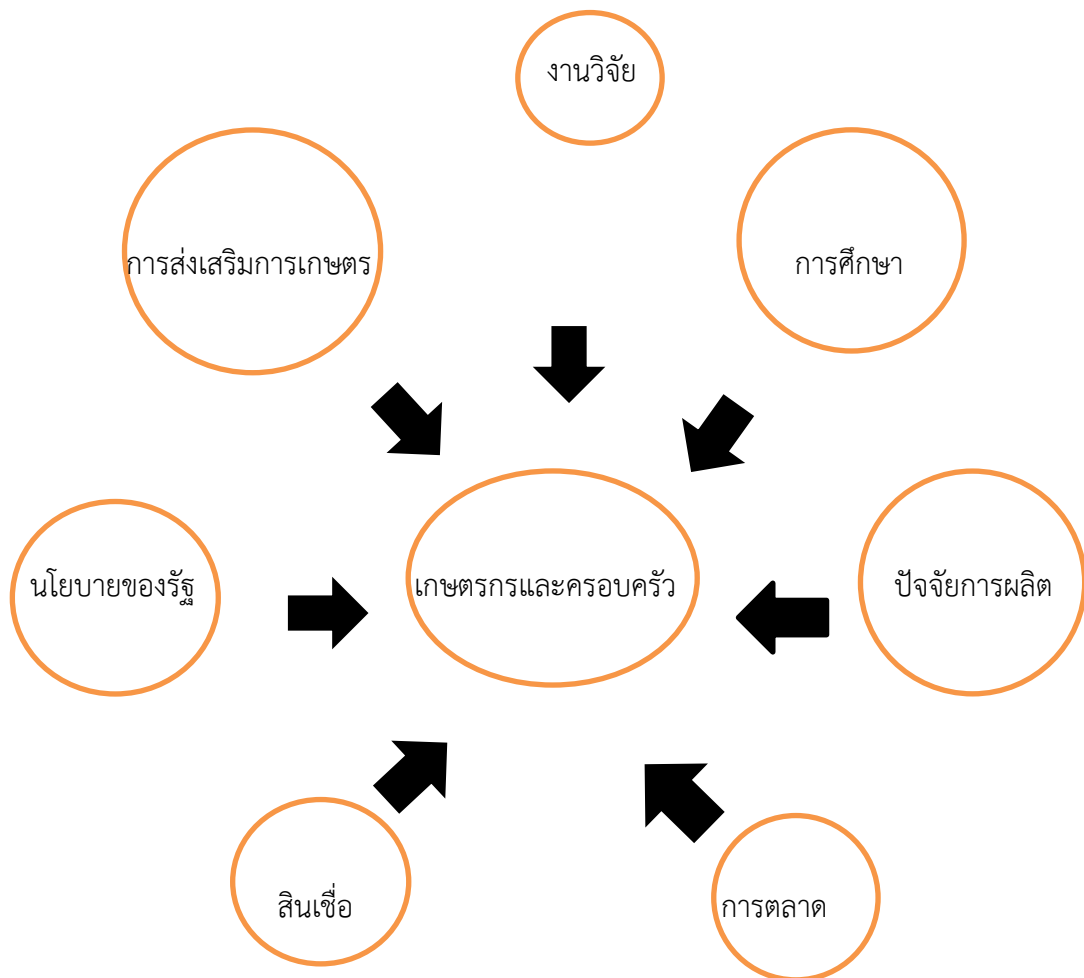 งานวิจัย
การส่งเสริมการเกษตร
การศึกษา
นโยบายของรัฐ
เกษตรกรและครอบครัว
ปัจจัยการผลิต
สินเชื่อ
การตลาด